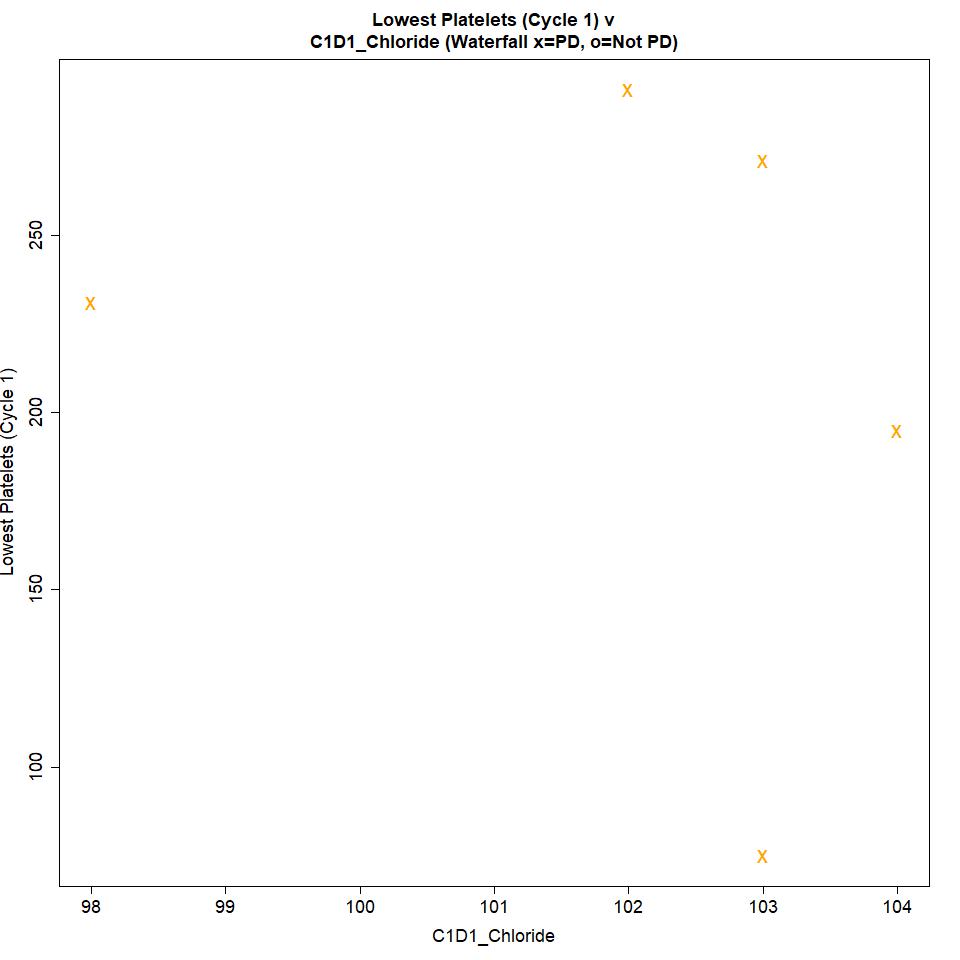 Lowest Platelets (Cycle 1) v
C1D1_Chloride (Waterfall x=PD, o=Not PD)
X
X
250
X
200
X
Lowest Platelets (Cycle 1)
150
100
X
98 99 100 101 102 103 104
C1D1_Chloride